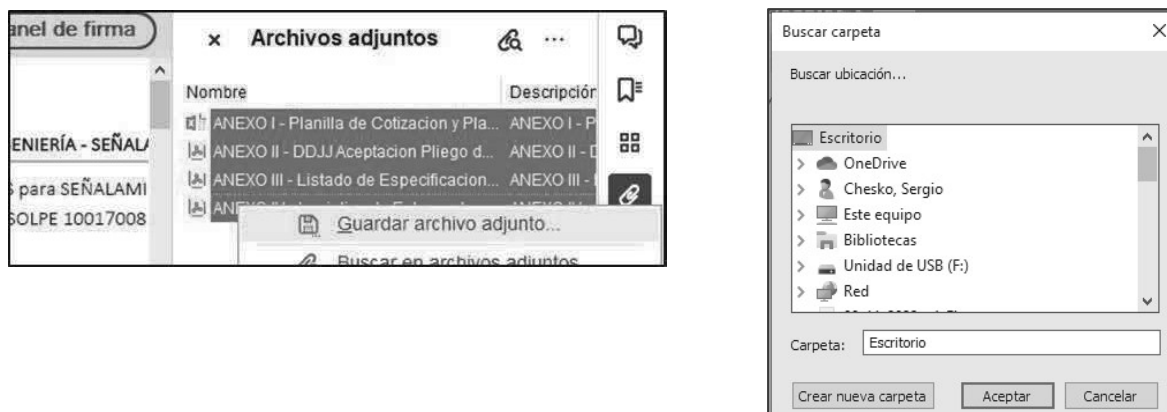 anel de firma
× Archivos adjuntos ...
Nombre Descripción
ANEXO I - Planilla de Cotizacion y Pla... ANEXO I - P
ENIERÍA - SEÑALA
ANEXO II - DDJJ Aceptacion Pliego d... ANEXO II - D
S para SEÑALAMI
ANEXO III - Listado de Especificacion... ANEXO III -
SOLPE 10017008
Guardar archivo adjunto...
Buscar en archivos adjuntos
Buscar carpeta
Buscar ubicación...
Escritorio
OneDrive
Chesko, Sergio
Este equipo
Bibliotecas
Unidad de USB (F:)
Red
Carpeta: Escritorio
Crear nueva carpeta Aceptar Cancelar